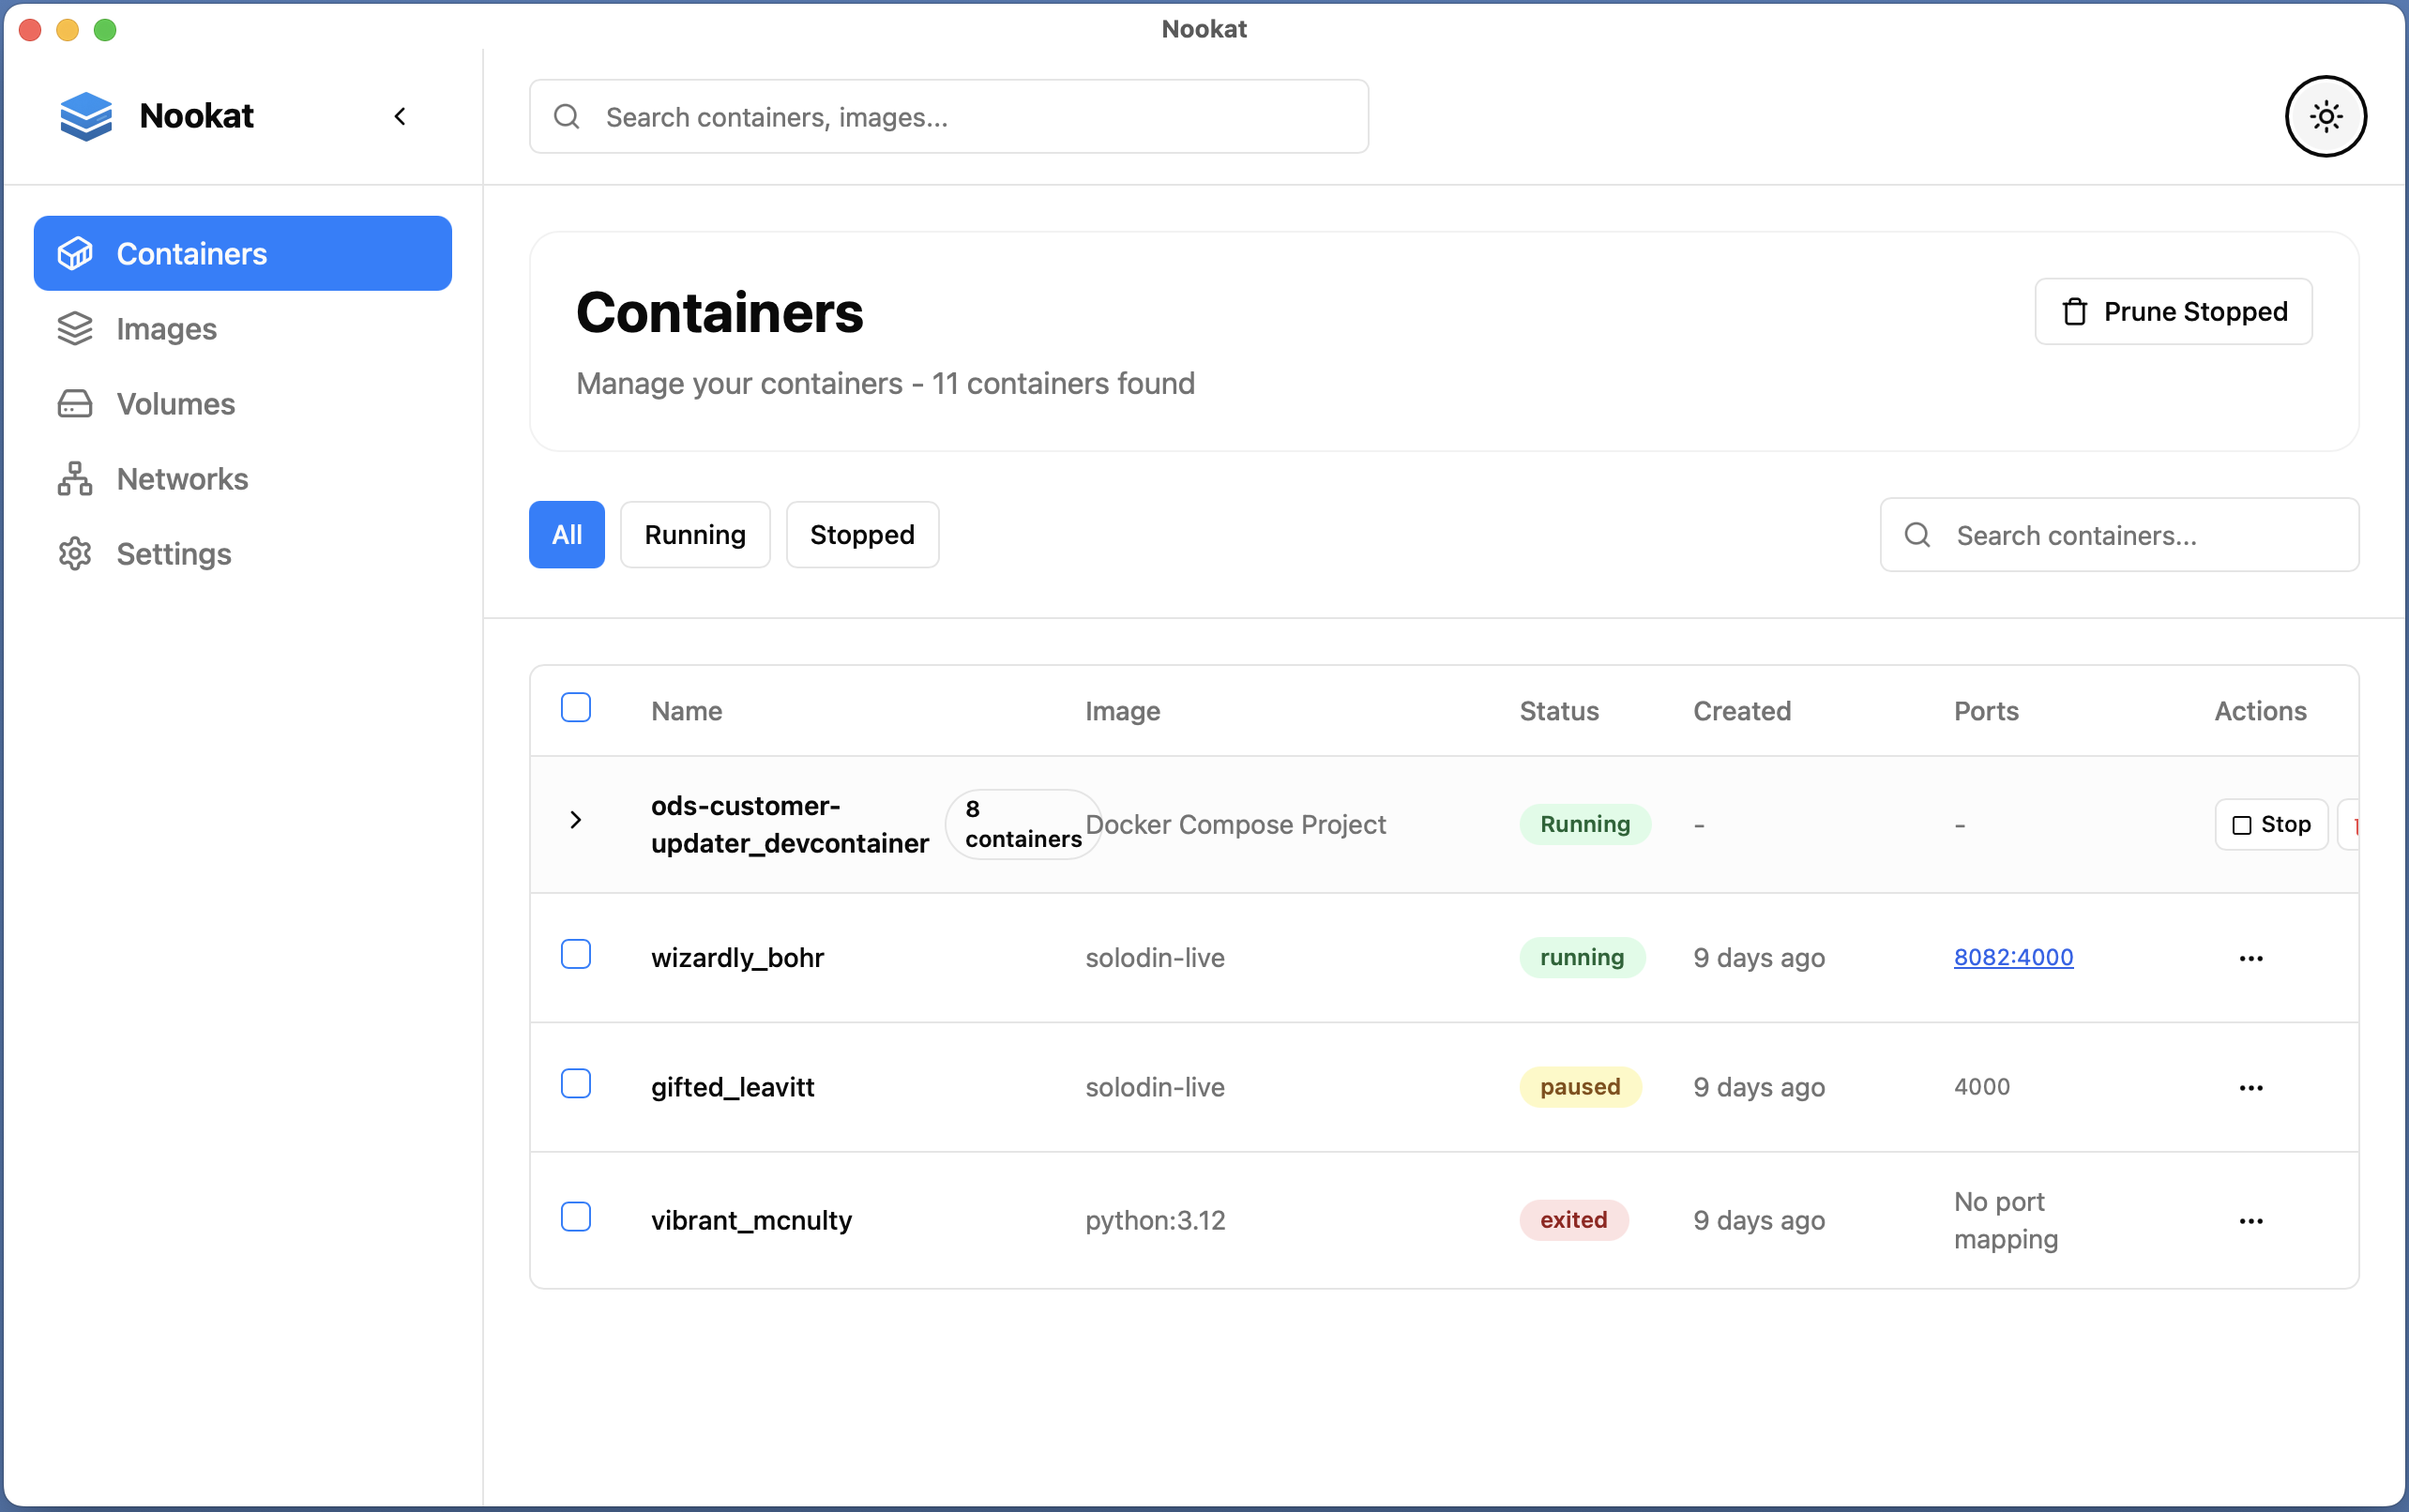 Nookat
Nookat
Search containers, images...
Containers
Images
Volumes
Networks
Settings
Containers
Prune Stopped
Manage your containers - 11 containers found
All
Running
Stopped
Search containers...
Name Image Status Created Ports Actions
ods-customer-
updater_devcontainer
8
containers
Docker Compose Project
Running
-
-
Stop
wizardly_bohr solodin-live running 9 days ago 8082:4000
gifted_leavitt solodin-live paused 9 days ago 4000
vibrant_mcnulty python:3.12 exited 9 days ago
No port
mapping